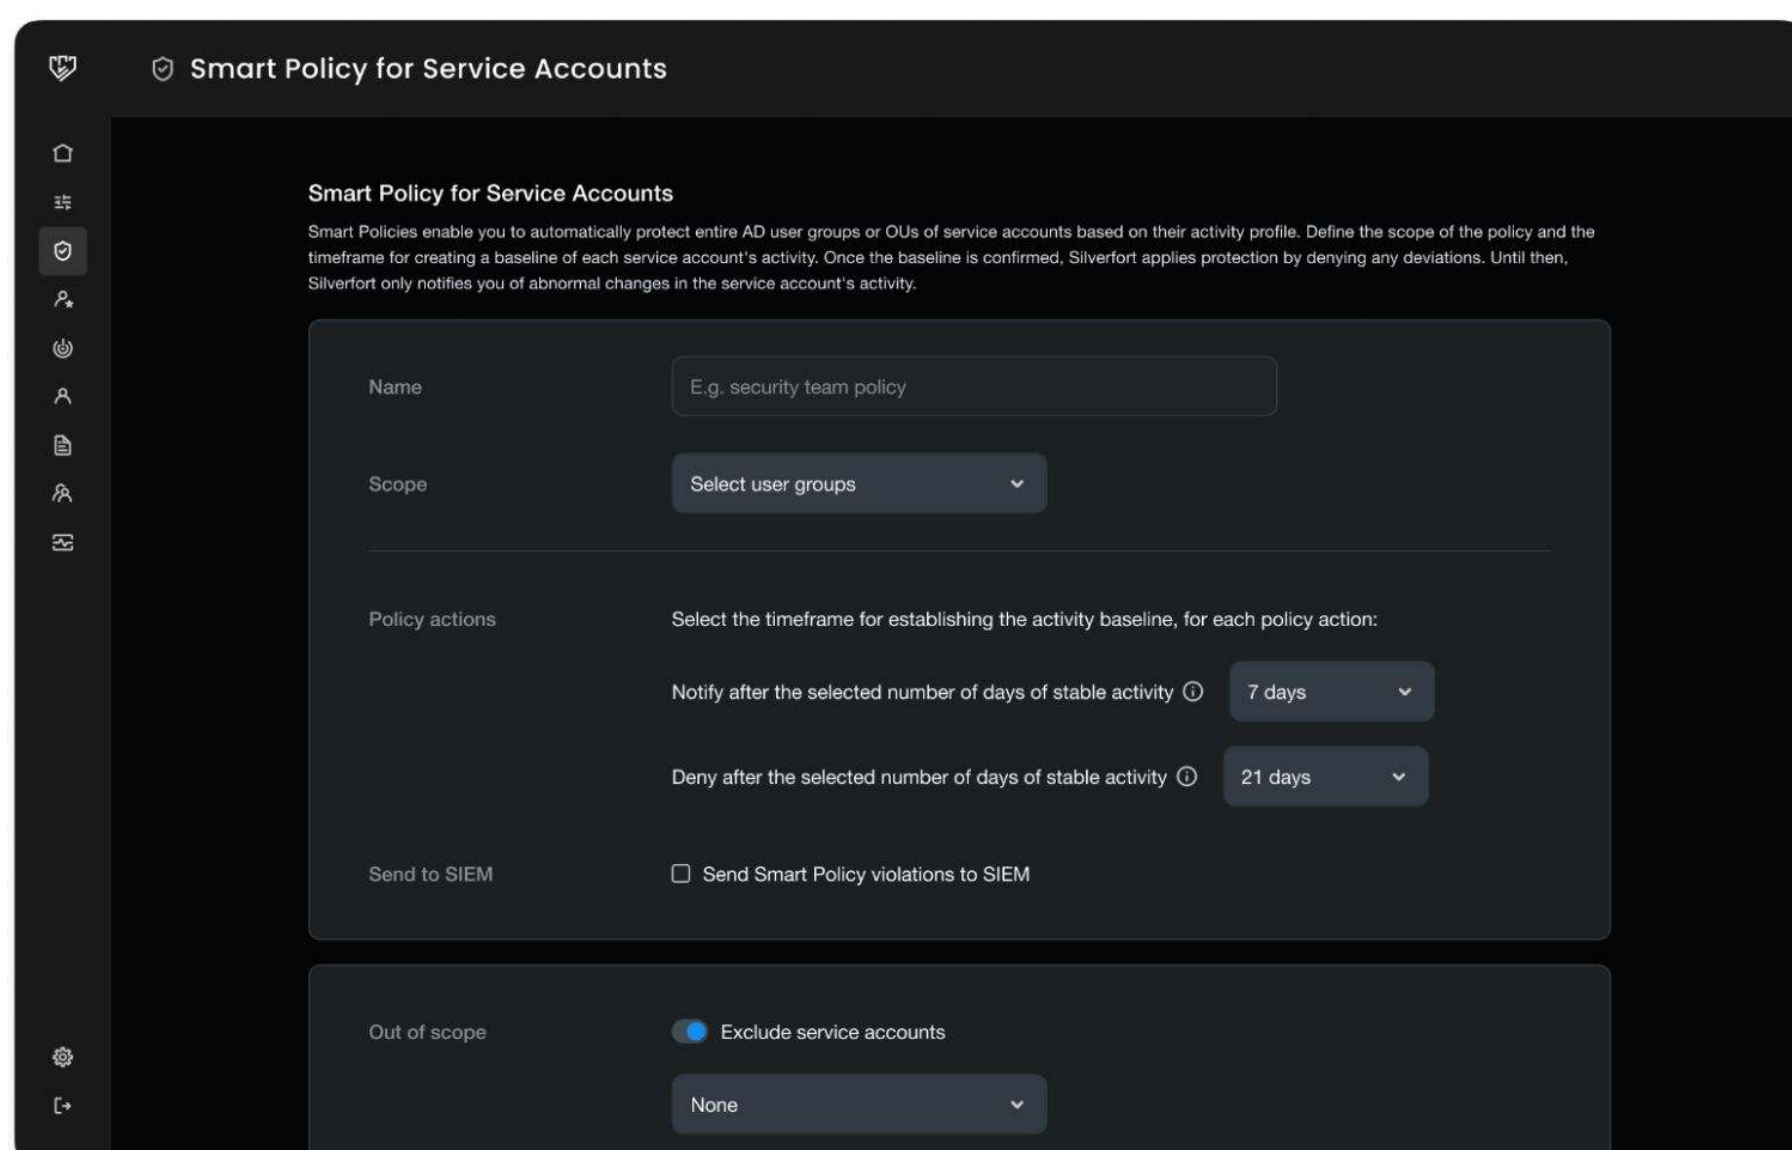 Smart Policy for Service Accounts
Smart Policy for Service Accounts
Smart Policies enable you to automatically protect entire AD user groups or OUs of service accounts based on their activity profile. Define the scope of the policy and the
timeframe for creating a baseline of each service account's activity. Once the baseline is confirmed, Silverfort applies protection by denying any deviations. Until then,
Silverfort only notifies you of abnormal changes in the service account's activity.
Name E.g. security team policy
Scope Select user groups
Policy actions Select the timeframe for establishing the activity baseline, for each policy action:
Notify after the selected number of days of stable activity 7 days
Deny after the selected number of days of stable activity 21 days
Send to SIEM Send Smart Policy violations to SIEM
Out of scope Exclude service accounts
None